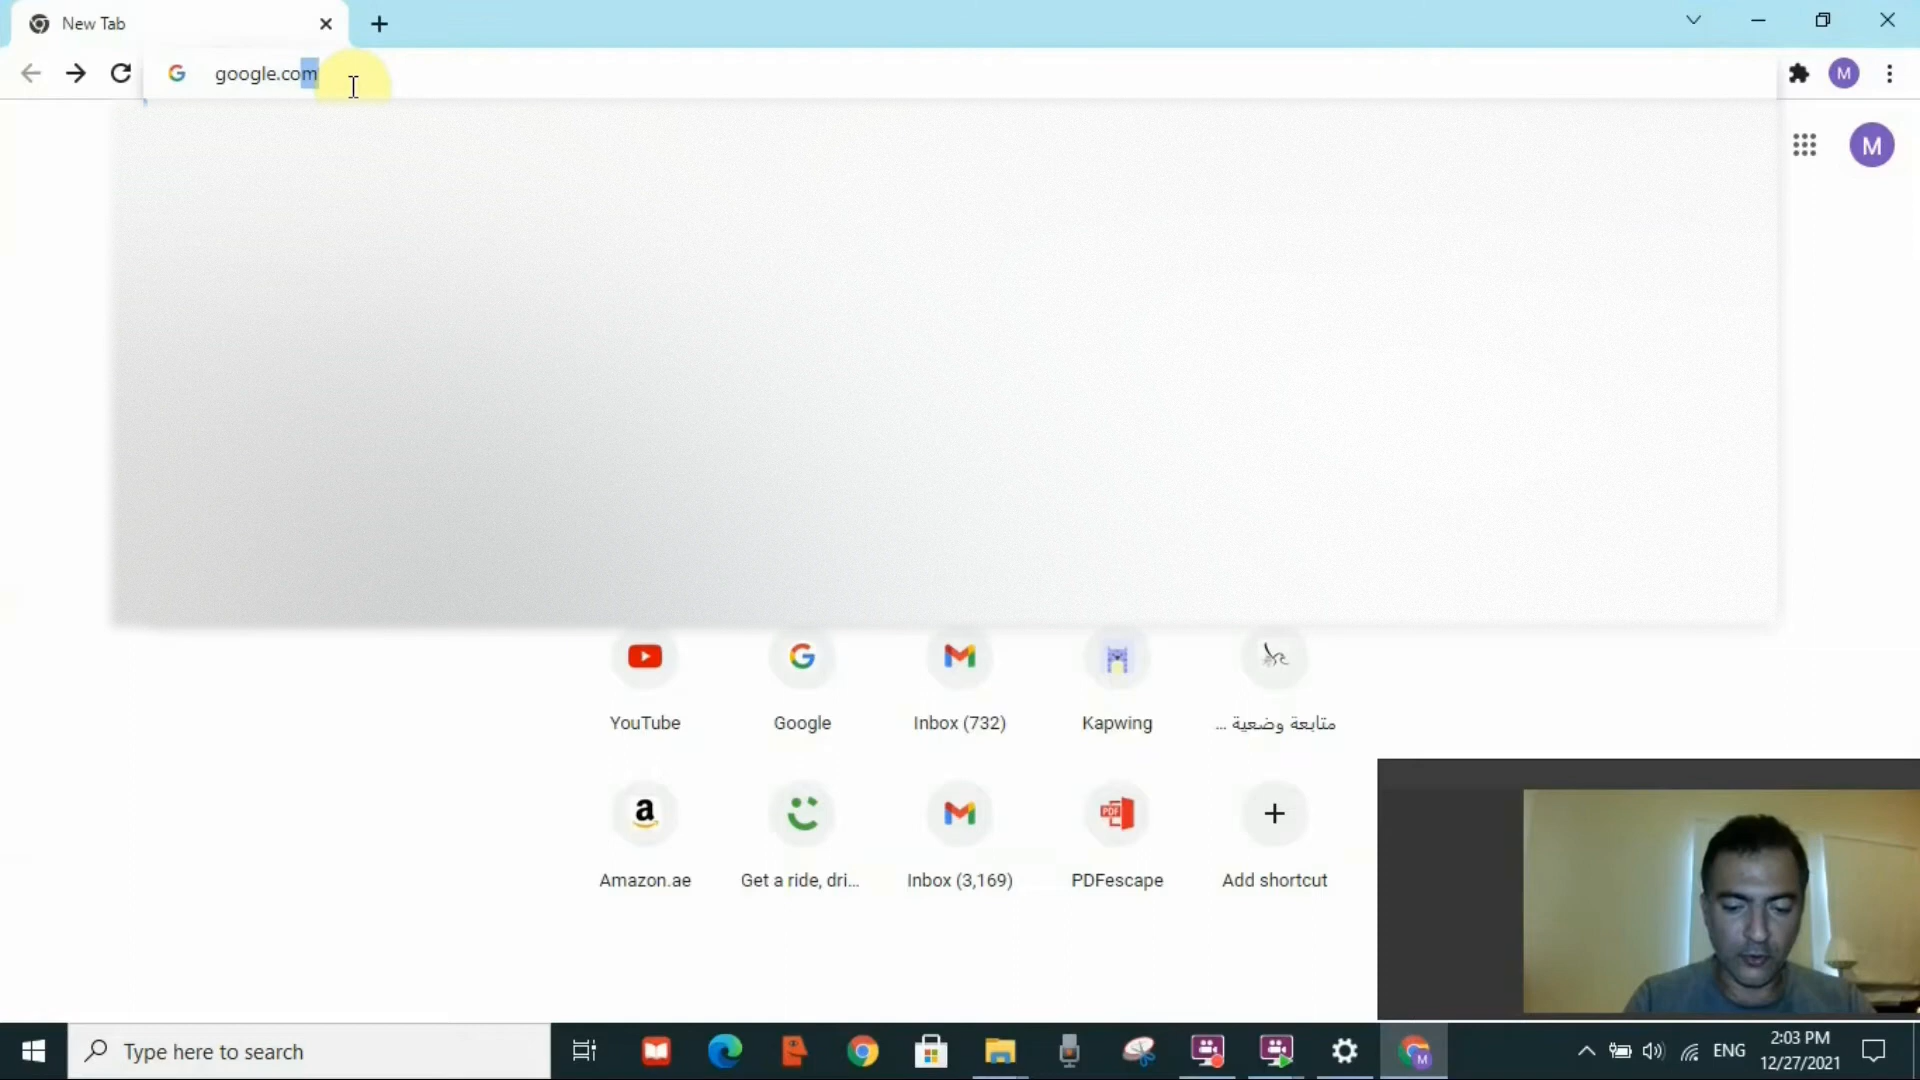 New Tab
google.com
M
M
YouTube
Google
Inbox (732)
Kapwing
متابعة وضعية ...
a
PDF
Amazon.ae
Get a ride, dri...
Inbox (3,169)
PDFescape
Add shortcut
Type here to search
M
ENG
2:03 PM
12/27/2021